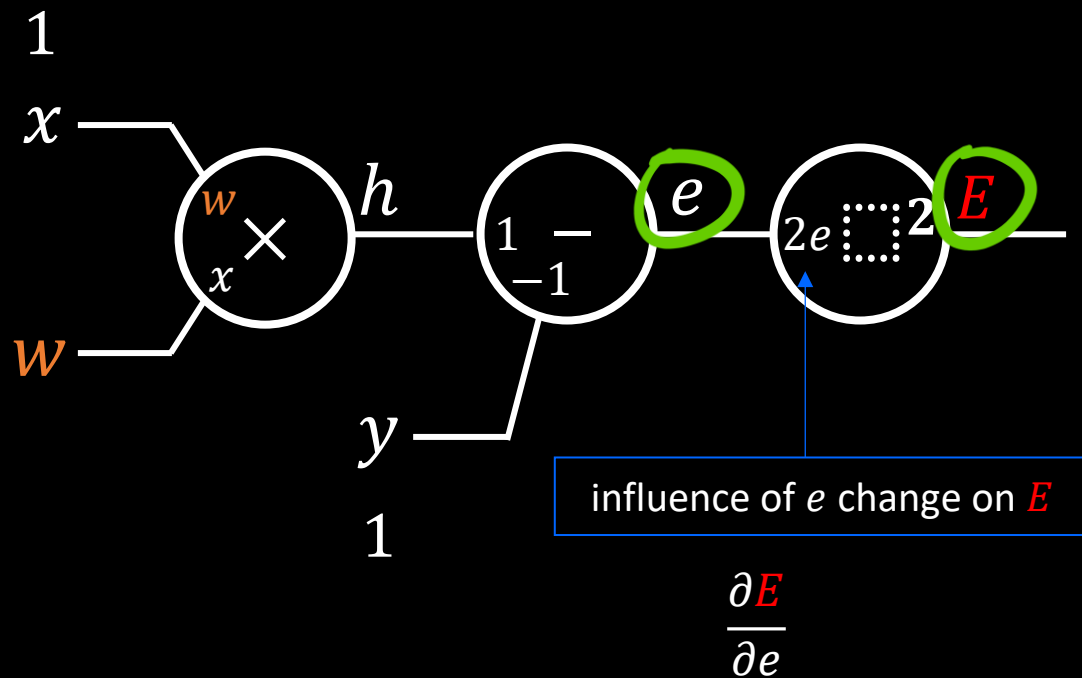 1
x
w × x
h
1 − −1
e
2e 2
E
w
y
1
influence of e change on E
∂E
∂e